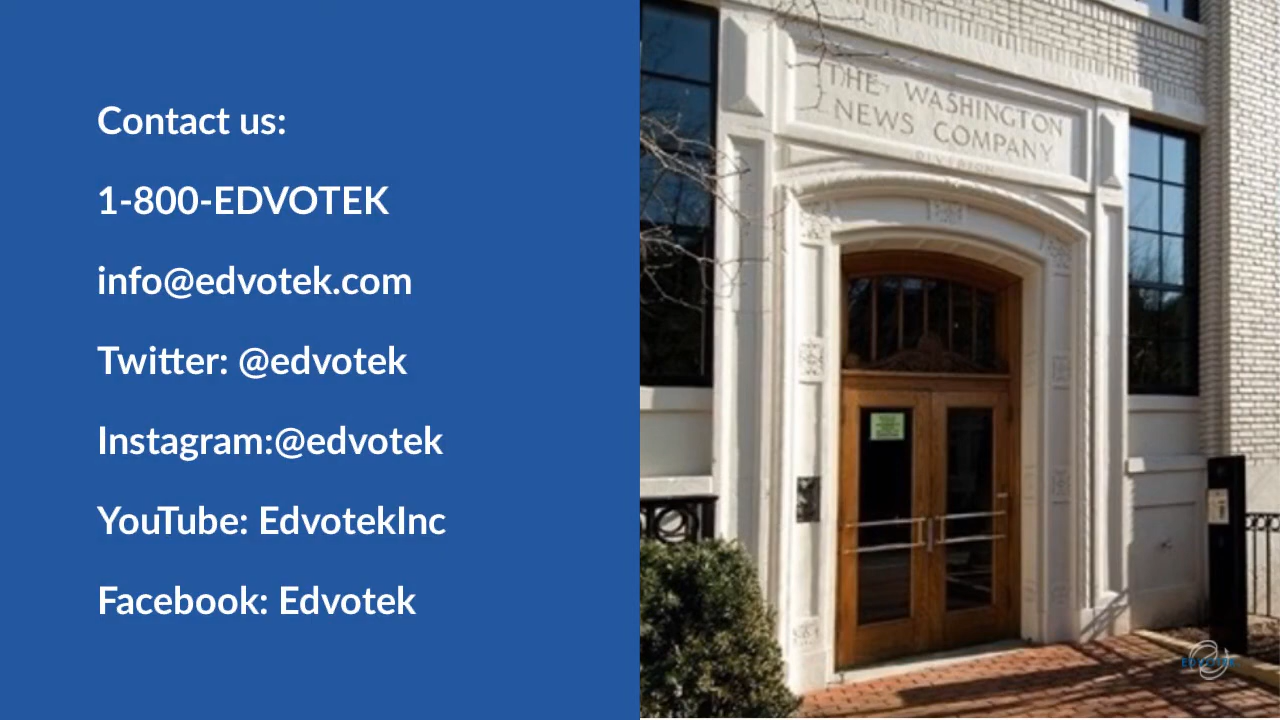 Contact us:
1-800-EDVOTEK
info@edvotek.com
Twitter: @edvotek
Instagram:@edvotek
YouTube: EdvotekInc
Facebook: Edvotek
THE WASHINGTON
NEWS COMPANY
EDVOTEK